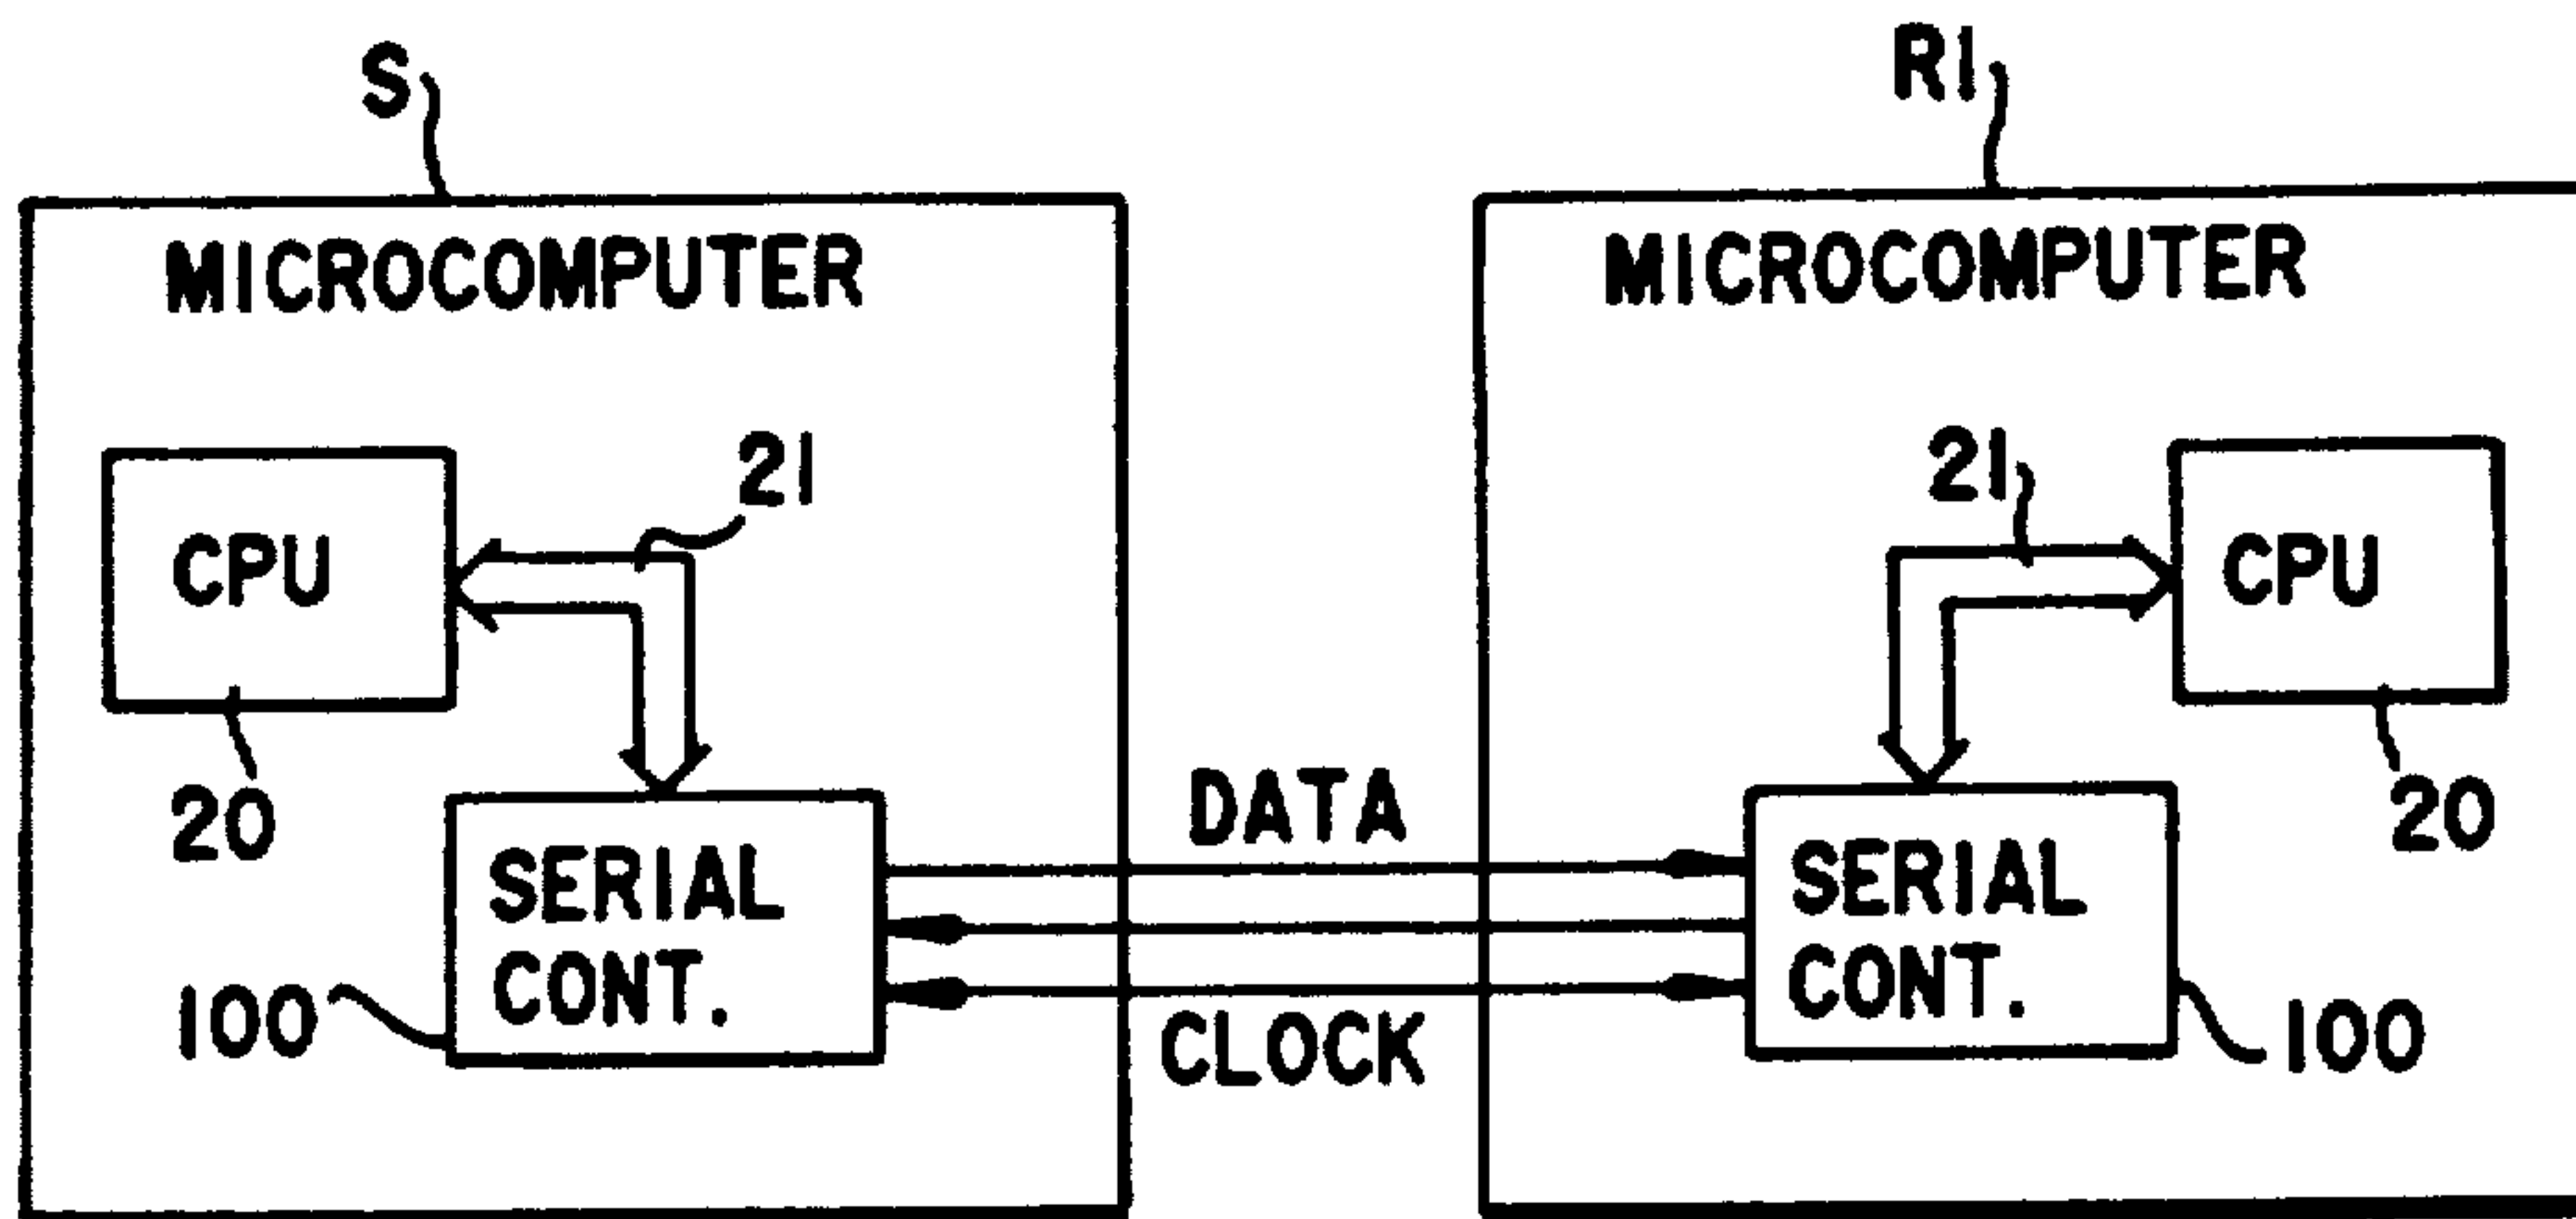 S
R1
MICROCOMPUTER
MICROCOMPUTER
21
21
CPU
CPU
20
20
DATA
SERIAL
CONT.
SERIAL
CONT.
100
100
CLOCK